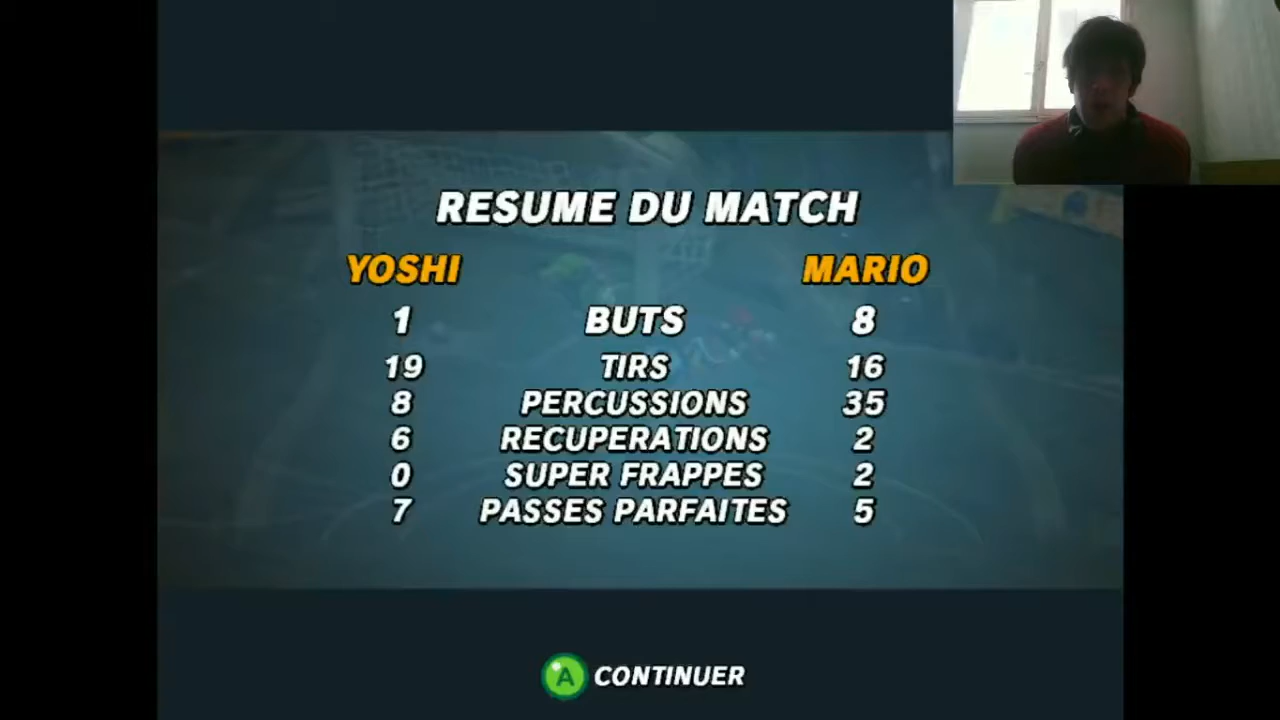 RESUME DU MATCH
YOSHI MARIO
1 BUTS 8
19 TIRS 16
8 PERCUSSIONS 35
6 RECUPERATIONS 2
0 SUPER FRAPPES 2
7 PASSES PARFAITES 5
A CONTINUER